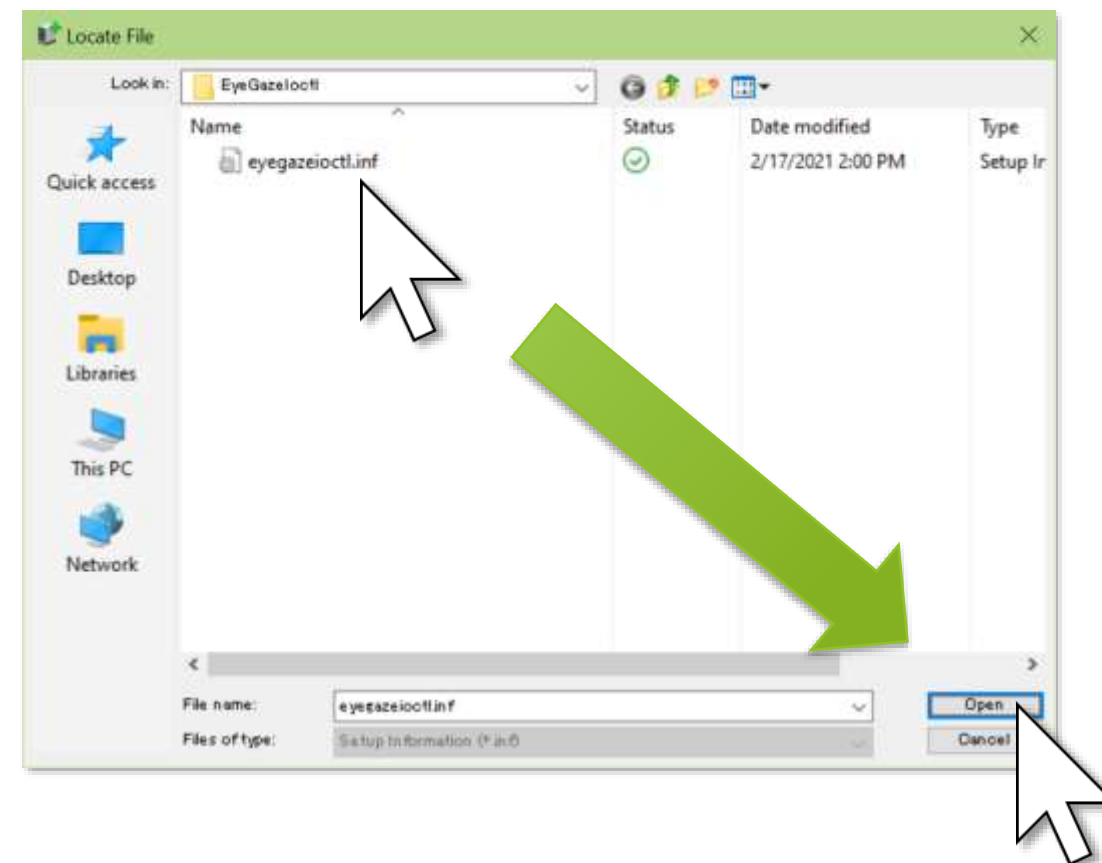 Locate File
Look in: EyeGazeIoctl
Name Status Date modified Type
eyegazeioctl.inf 2/17/2021 2:00 PM Setup Ir
Quick access
Desktop
Libraries
This PC
Network
File name: eyegazeioctl.inf Open
Files of type: Setup Information (*.inf) Cancel